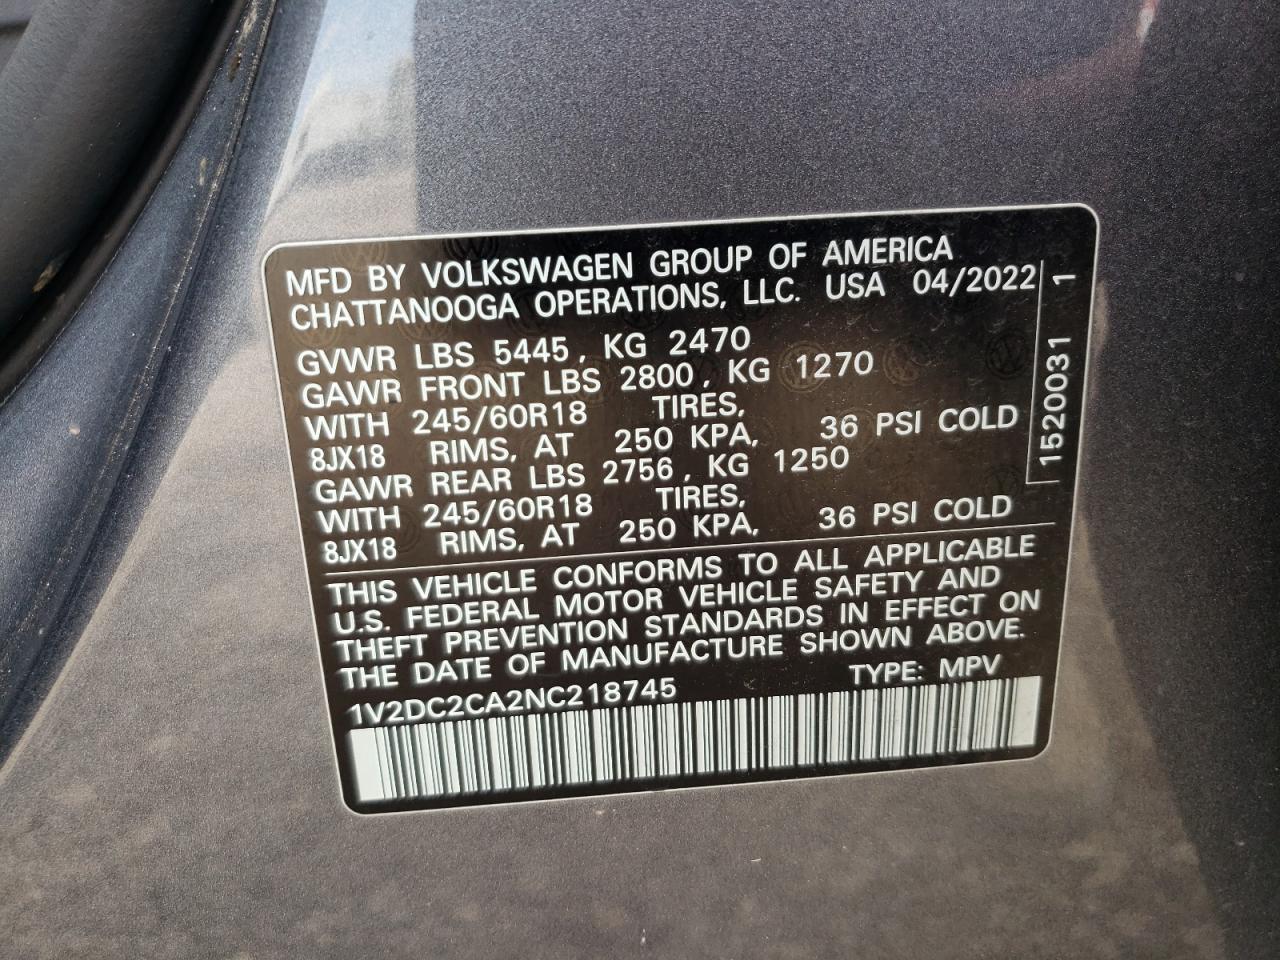 MFD BY VOLKSWAGEN GROUP OF AMERICA
CHATTANOOGA OPERATIONS, LLC. USA 04/2022
GVWR LBS 5445, KG 2470
GAWR FRONT LBS 2800, KG 1270
WITH 245/60R18 TIRES,
8JX18 RIMS, AT 250 KPA, 36 PSI COLD
GAWR REAR LBS 2756, KG 1250
WITH 245/60R18 TIRES,
8JX18 RIMS, AT 250 KPA, 36 PSI COLD
1520031 1
THIS VEHICLE CONFORMS TO ALL APPLICABLE
U.S. FEDERAL MOTOR VEHICLE SAFETY AND
THEFT PREVENTION STANDARDS IN EFFECT ON
THE DATE OF MANUFACTURE SHOWN ABOVE.
1V2DC2CA2NC218745 TYPE: MPV